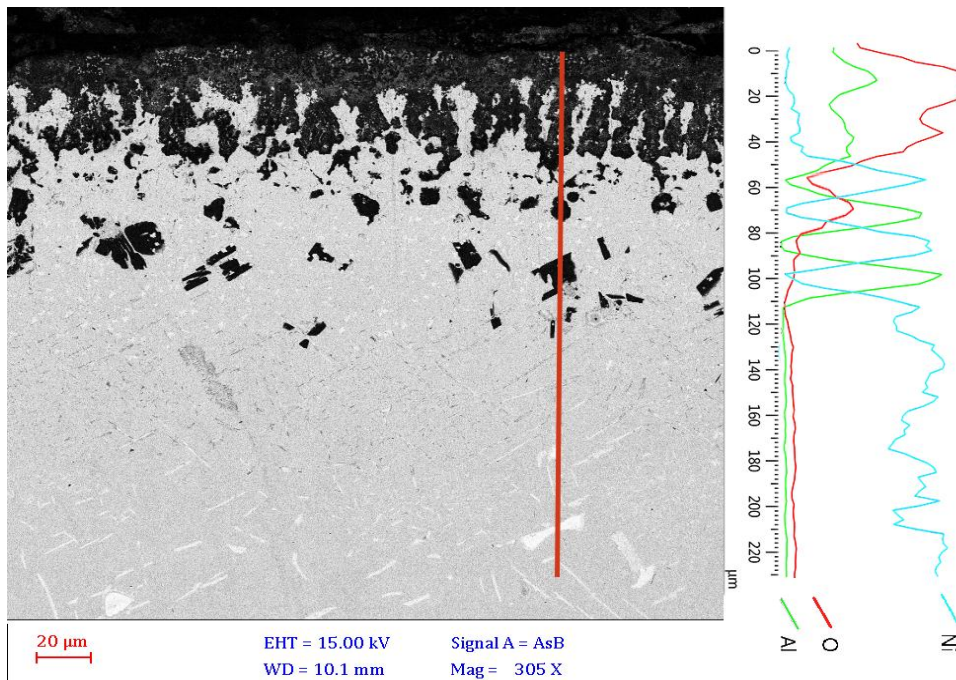 0
20
40
60
80
100
120
140
160
180
200
220
μm
Al
O
Ni
20 μm
EHT = 15.00 kV
Signal A = AsB
WD = 10.1 mm
Mag = 305 X